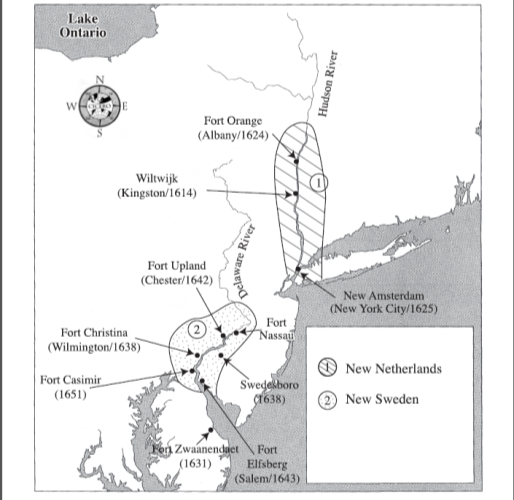 Lake
Ontario
N
W
E
S
Hudson River
Fort Orange
(Albany/1624)
Wiltwijk
(Kingston/1614)
1
Delaware River
Fort Upland
(Chester/1642)
New Amsterdam
(New York City/1625)
2
Fort
Nassau
Fort Christina
(Wilmington/1638)
Fort Casimir
(1651)
Swedesboro
(1638)
Fort Zwaanendaet
(1631)
Fort
Elfsberg
(Salem/1643)
1 New Netherlands
2 New Sweden